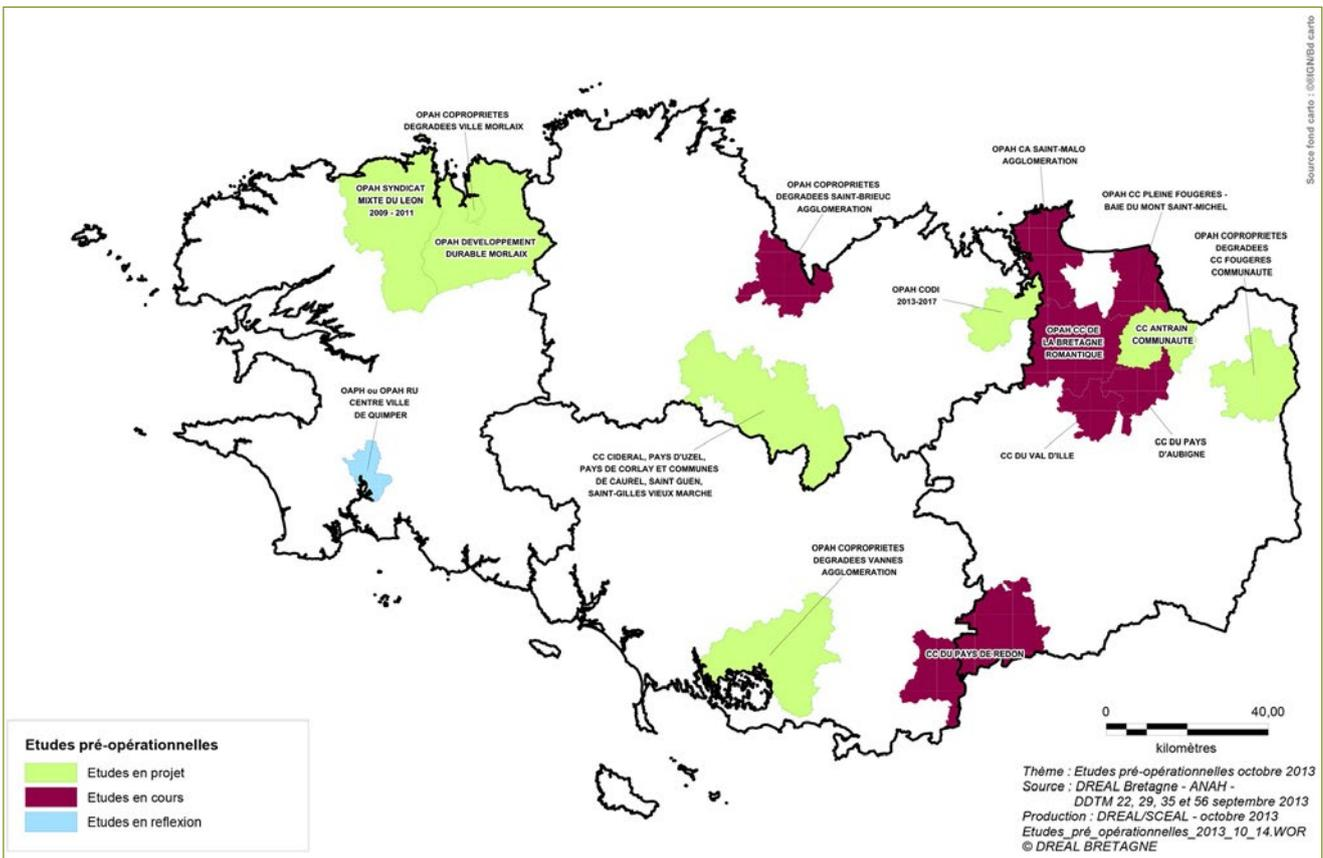 Source fond carto : ©®IGN/Bd carto
OPAH COPROPRIETES
DEGRADEES VILLE MORLAIX
OPAH SYNDICAT
MIXTE DU LEON
2009 - 2011
OPAH DEVELOPPEMENT
DURABLE MORLAIX
OPAH COPROPRIETES
DEGRADEES SAINT-BRIEUC
AGGLOMERATION
OPAH CA SAINT-MALO
AGGLOMERATION
OPAH CC PLEINE FOUGERES -
BAIE DU MONT SAINT-MICHEL
OPAH COPROPRIETES
DEGRADEES
CC FOUGERES
COMMUNAUTE
OPAH CODI
2013-2017
OPAH CC DE
LA BRETAGNE
ROMANTIQUE
CC ANTRAIN
COMMUNAUTE
OAPH ou OPAH RU
CENTRE VILLE
DE QUIMPER
CC CIDERAL, PAYS D'UZEL,
PAYS DE CORLAY ET COMMUNES
DE CAUREL, SAINT GUEN,
SAINT-GILLES VIEUX MARCHE
CC DU VAL D'ILLE
CC DU PAYS
D'AUBIGNE
OPAH COPROPRIETES
DEGRADEES VANNES
AGGLOMERATION
CC DU PAYS DE REDON
0 40,00
kilomètres
Etudes pré-opérationnelles
Etudes en projet
Etudes en cours
Etudes en reflexion
Thème : Etudes pré-opérationnelles octobre 2013
Source : DREAL Bretagne - ANAH -
DDTM 22, 29, 35 et 56 septembre 2013
Production : DREAL/SCEAL - octobre 2013
Etudes_pré_opérationnelles_2013_10_14.WOR
© DREAL BRETAGNE